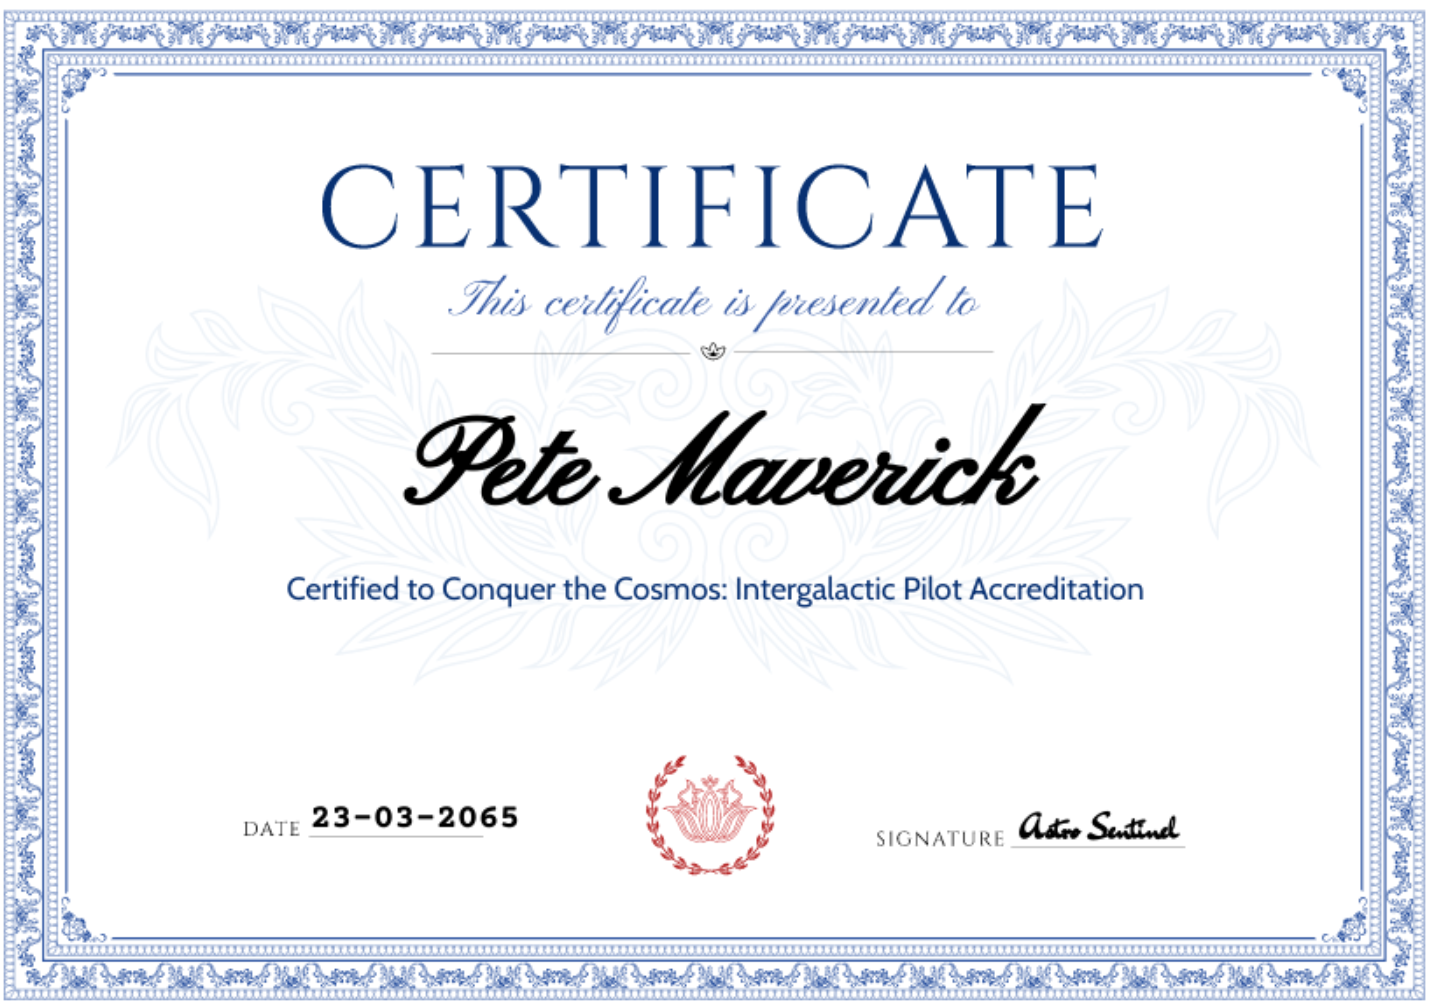 CERTIFICATE
This certificate is presented to
Pete Maverick
Certified to Conquer the Cosmos: Intergalactic Pilot Accreditation
DATE 23-03-2065
SIGNATURE Astro Sentinel